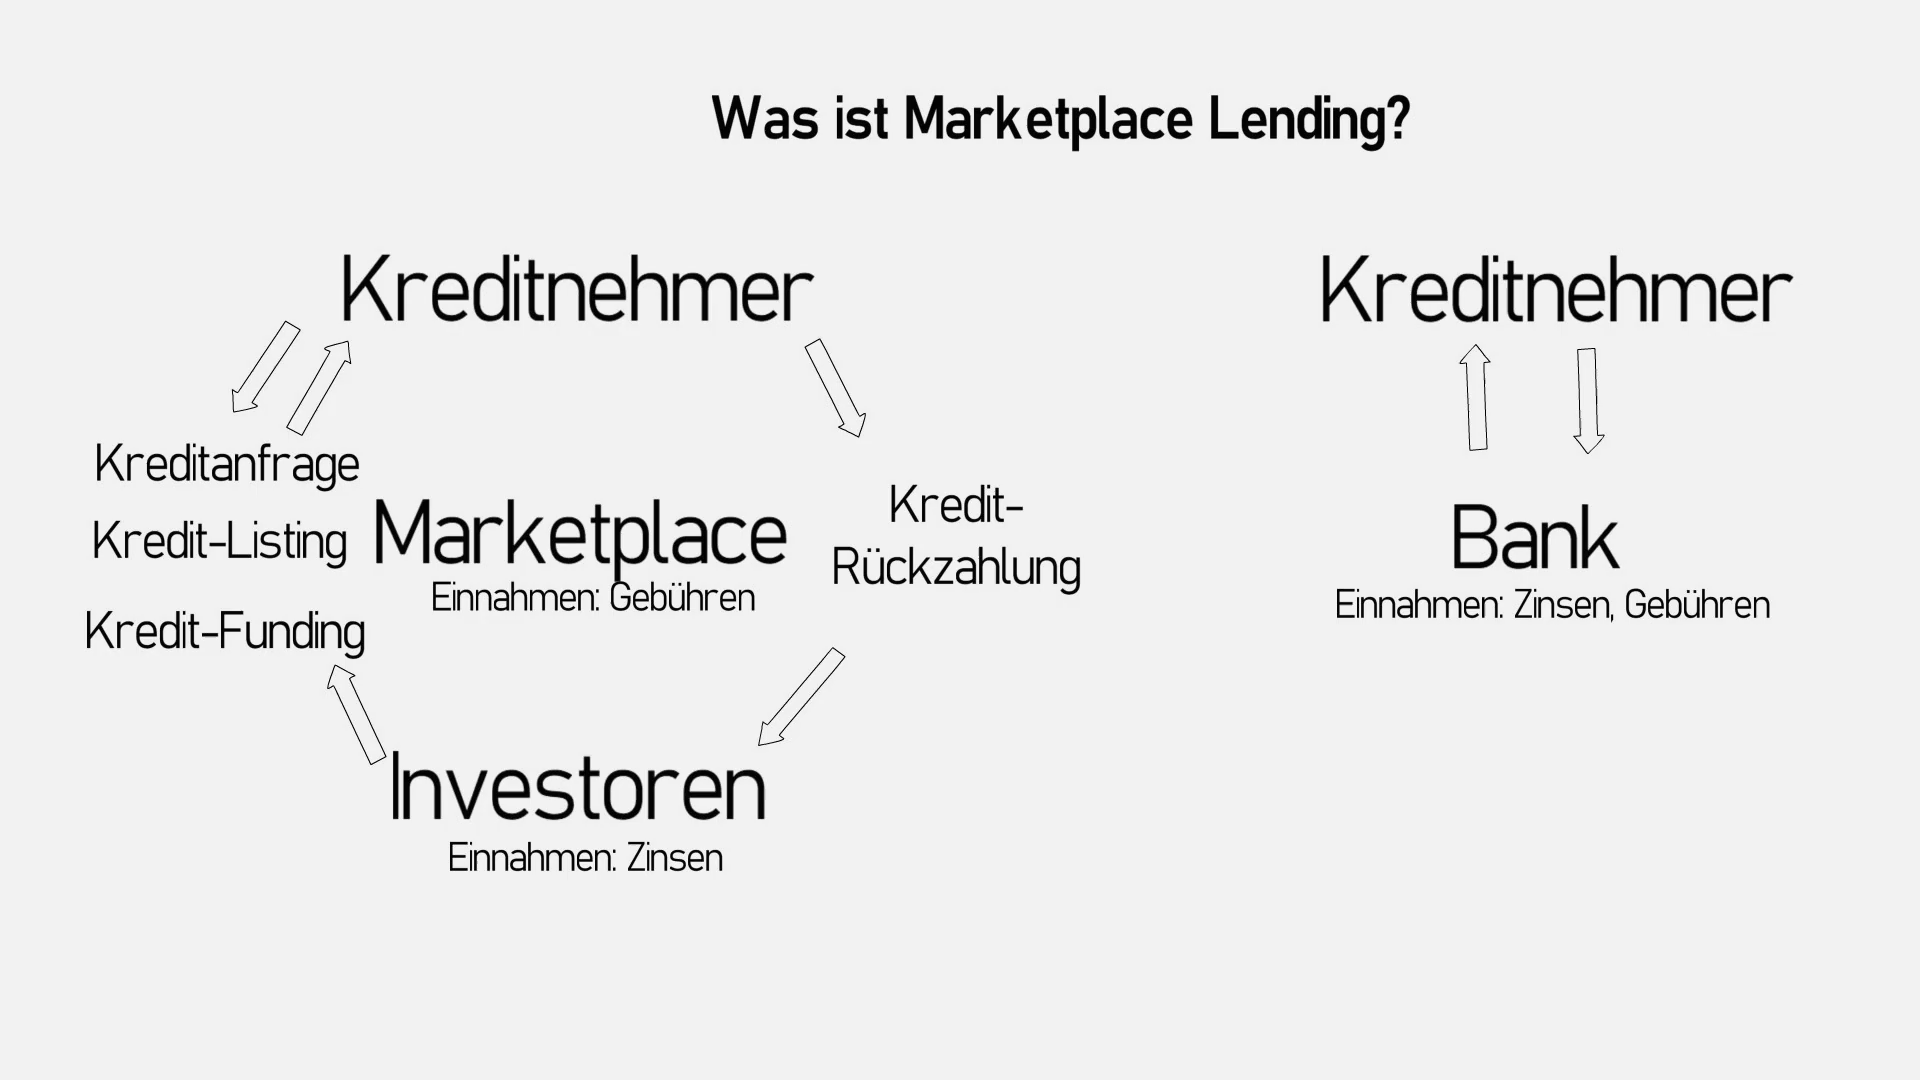 Was ist Marketplace Lending?
Kreditnehmer
Kreditanfrage
Kredit-Listing
Kredit-Funding
Marketplace
Einnahmen: Gebühren
Kredit-
Rückzahlung
Investoren
Einnahmen: Zinsen
Kreditnehmer
Bank
Einnahmen: Zinsen, Gebühren